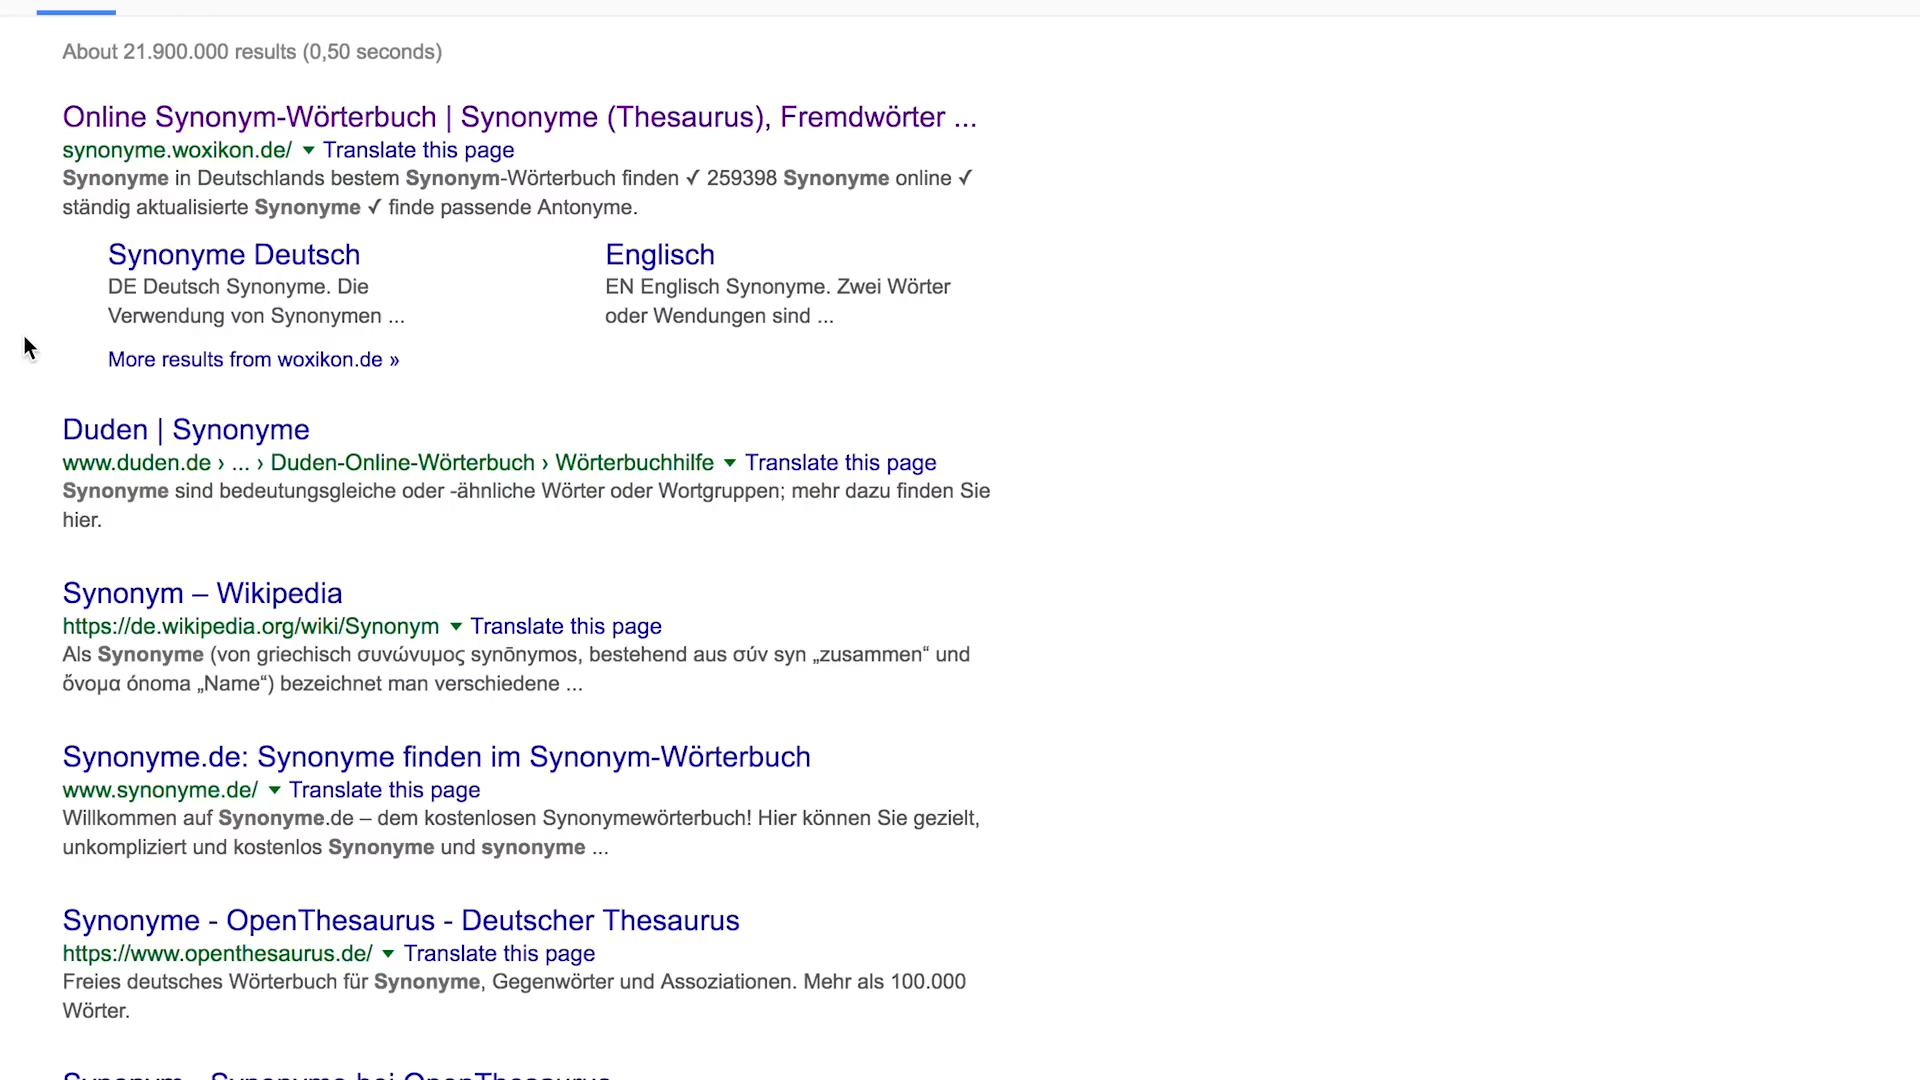 About 21.900.000 results (0,50 seconds)
Online Synonym-Wörterbuch | Synonyme (Thesaurus), Fremdwörter ...
synonyme.woxikon.de/ ▼ Translate this page
Synonyme in Deutschlands bestem Synonym-Wörterbuch finden ✓ 259398 Synonyme online ✓
ständig aktualisierte Synonyme ✓ finde passende Antonyme.
Synonyme Deutsch
DE Deutsch Synonyme. Die
Verwendung von Synonymen ...
Englisch
EN Englisch Synonyme. Zwei Wörter
oder Wendungen sind ...
More results from woxikon.de »
Duden | Synonyme
www.duden.de › ... › Duden-Online-Wörterbuch › Wörterbuchhilfe ▼ Translate this page
Synonyme sind bedeutungsgleiche oder -ähnliche Wörter oder Wortgruppen; mehr dazu finden Sie
hier.
Synonym – Wikipedia
https://de.wikipedia.org/wiki/Synonym ▼ Translate this page
Als Synonyme (von griechisch συνώνυμος synōnymos, bestehend aus σύν syn „zusammen“ und
ὄνομα ónoma „Name“) bezeichnet man verschiedene ...
Synonyme.de: Synonyme finden im Synonym-Wörterbuch
www.synonyme.de/ ▼ Translate this page
Willkommen auf Synonyme.de – dem kostenlosen Synonymewörterbuch! Hier können Sie gezielt,
unkompliziert und kostenlos Synonyme und synonyme ...
Synonyme - OpenThesaurus - Deutscher Thesaurus
https://www.openthesaurus.de/ ▼ Translate this page
Freies deutsches Wörterbuch für Synonyme, Gegenwörter und Assoziationen. Mehr als 100.000
Wörter.
Synonym - Synonyme bei OpenThesaurus